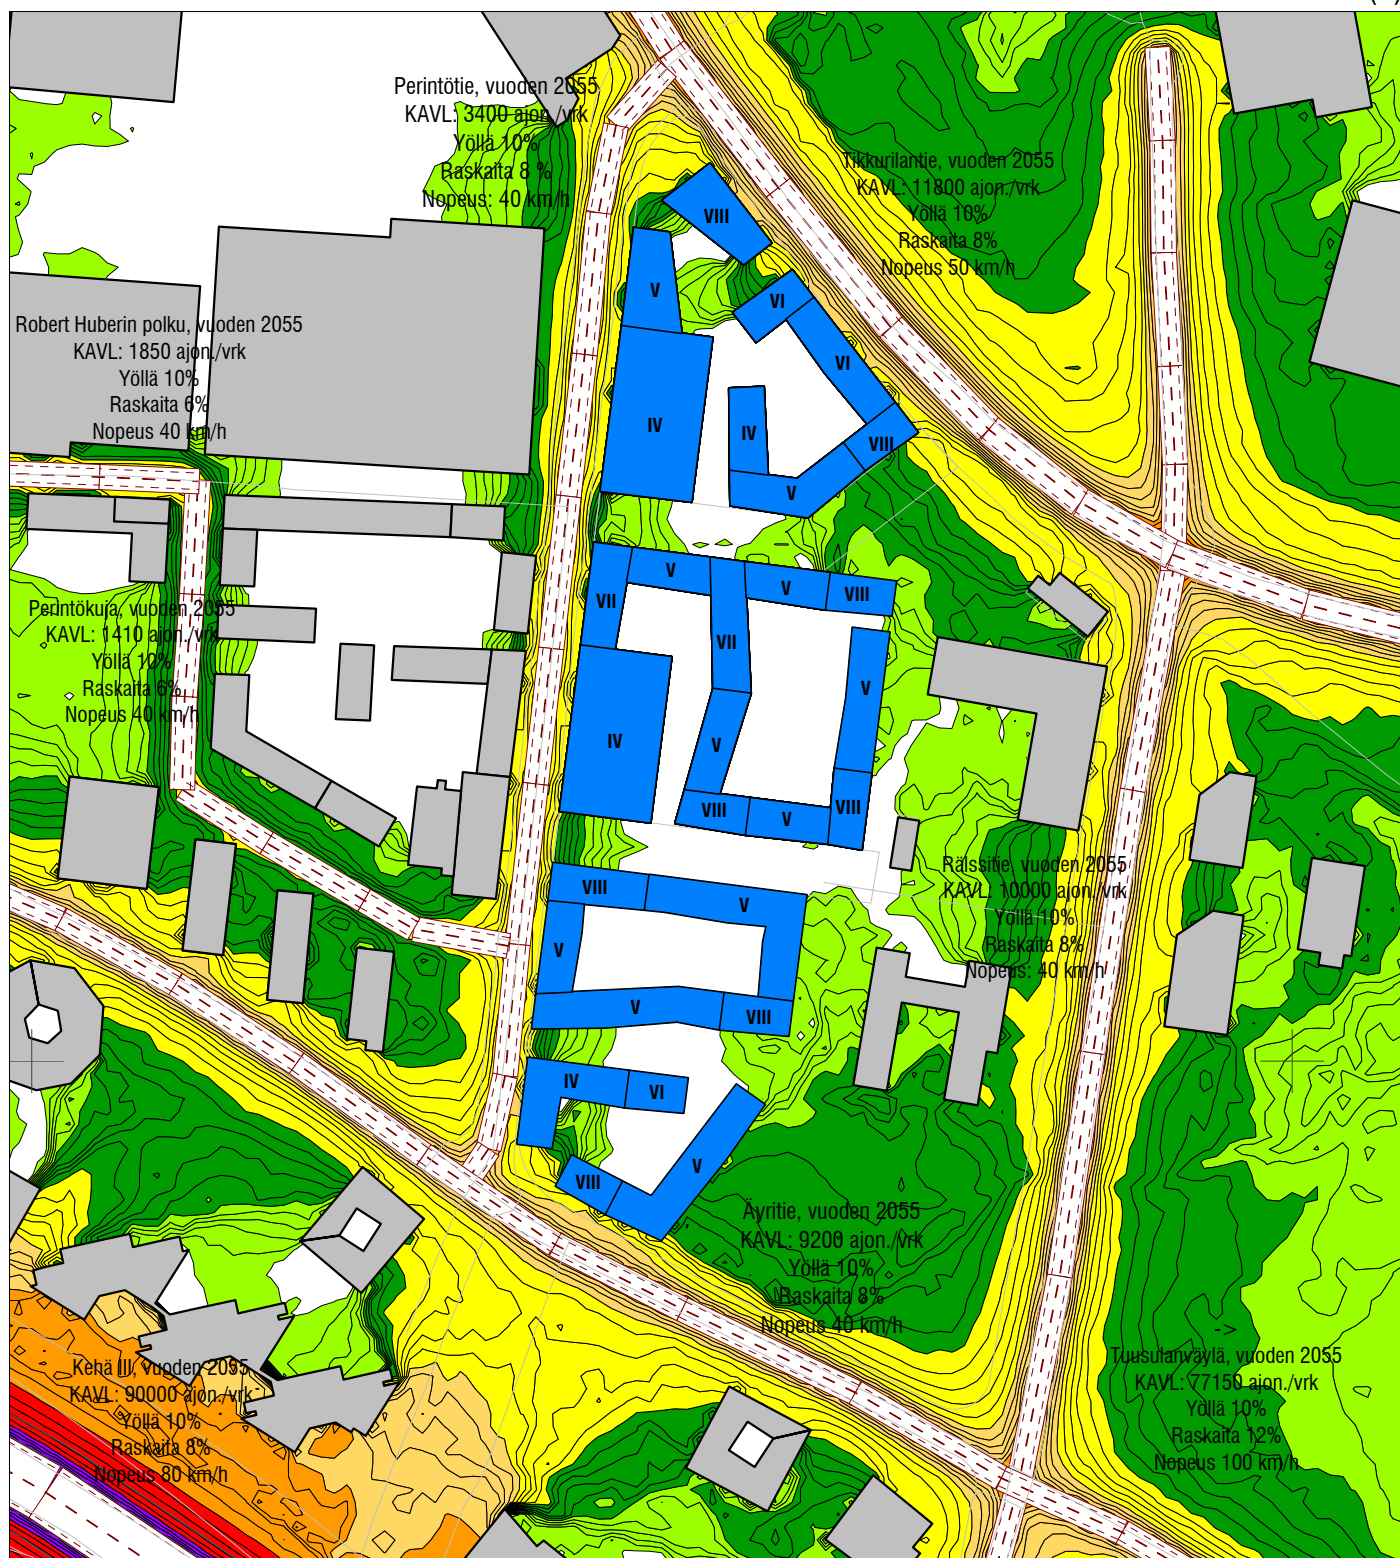 Perintötie, vuoden 2055
KAVL: 3400 ajon./vrk
Yöllä 10%
Raskaita 8 %
Nopeus: 40 km/h
Tikkurilantie, vuoden 2055
KAVL: 11800 ajon./vrk
Yöllä 10%
Raskaita 8%
Nopeus 50 km/h
VIII
V
VI
Robert Huberin polku, vuoden 2055
KAVL: 1850 ajon./vrk
Yöllä 10%
Raskaita 6%
Nopeus 40 km/h
VI
IV
IV
VIII
V
V
V
VIII
VII
Perintökuja, vuoden 2055
KAVL: 1410 ajon./vrk
Yöllä 10%
Raskaita 6%
Nopeus 40 km/h
VII
V
IV
V
VIII
V
VIII
Rälssitie, vuoden 2055
KAVL: 10000 ajon./vrk
Yöllä 10%
Raskaita 8%
Nopeus: 40 km/h
VIII
V
V
V
VIII
IV
VI
V
VIII
Äyritie, vuoden 2055
KAVL: 9200 ajon./vrk
Yöllä 10%
Raskaita 8%
Nopeus 40 km/h
->
Tuusulanväylä, vuoden 2055
KAVL: 77150 ajon./vrk
Yöllä 10%
Raskaita 12%
Nopeus 100 km/h
Kehä III, vuoden 2055
KAVL: 90000 ajon./vrk
Yöllä 10%
Raskaita 8%
Nopeus 80 km/h